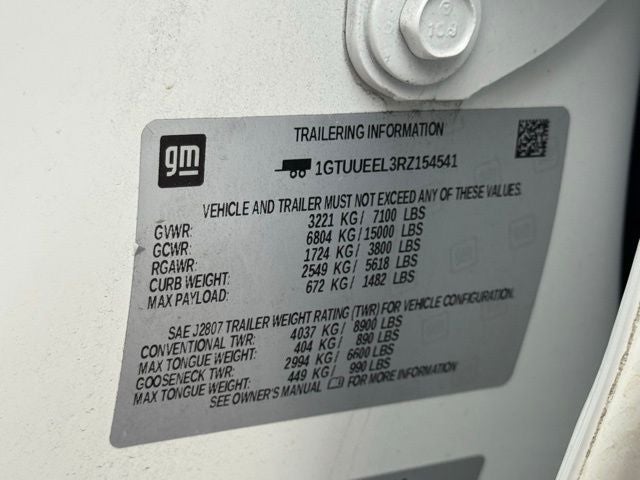 10.9
gm
TRAILERING INFORMATION
1GTUUEEL3RZ154541
VEHICLE AND TRAILER MUST NOT EXCEED ANY OF THESE VALUES.
GVWR: 3221 KG/ 7100 LBS
GCWR: 6804 KG/ 15000 LBS
RGAWR: 1724 KG/ 3800 LBS
CURB WEIGHT: 2549 KG/ 5618 LBS
MAX PAYLOAD: 672 KG/ 1482 LBS
SAE J2807 TRAILER WEIGHT RATING (TWR) FOR VEHICLE CONFIGURATION.
CONVENTIONAL TWR: 4037 KG/ 8900 LBS
MAX TONGUE WEIGHT: 404 KG/ 890 LBS
GOOSENECK TWR: 2994 KG/ 6600 LBS
MAX TONGUE WEIGHT: 449 KG/ 990 LBS
SEE OWNER'S MANUAL FOR MORE INFORMATION